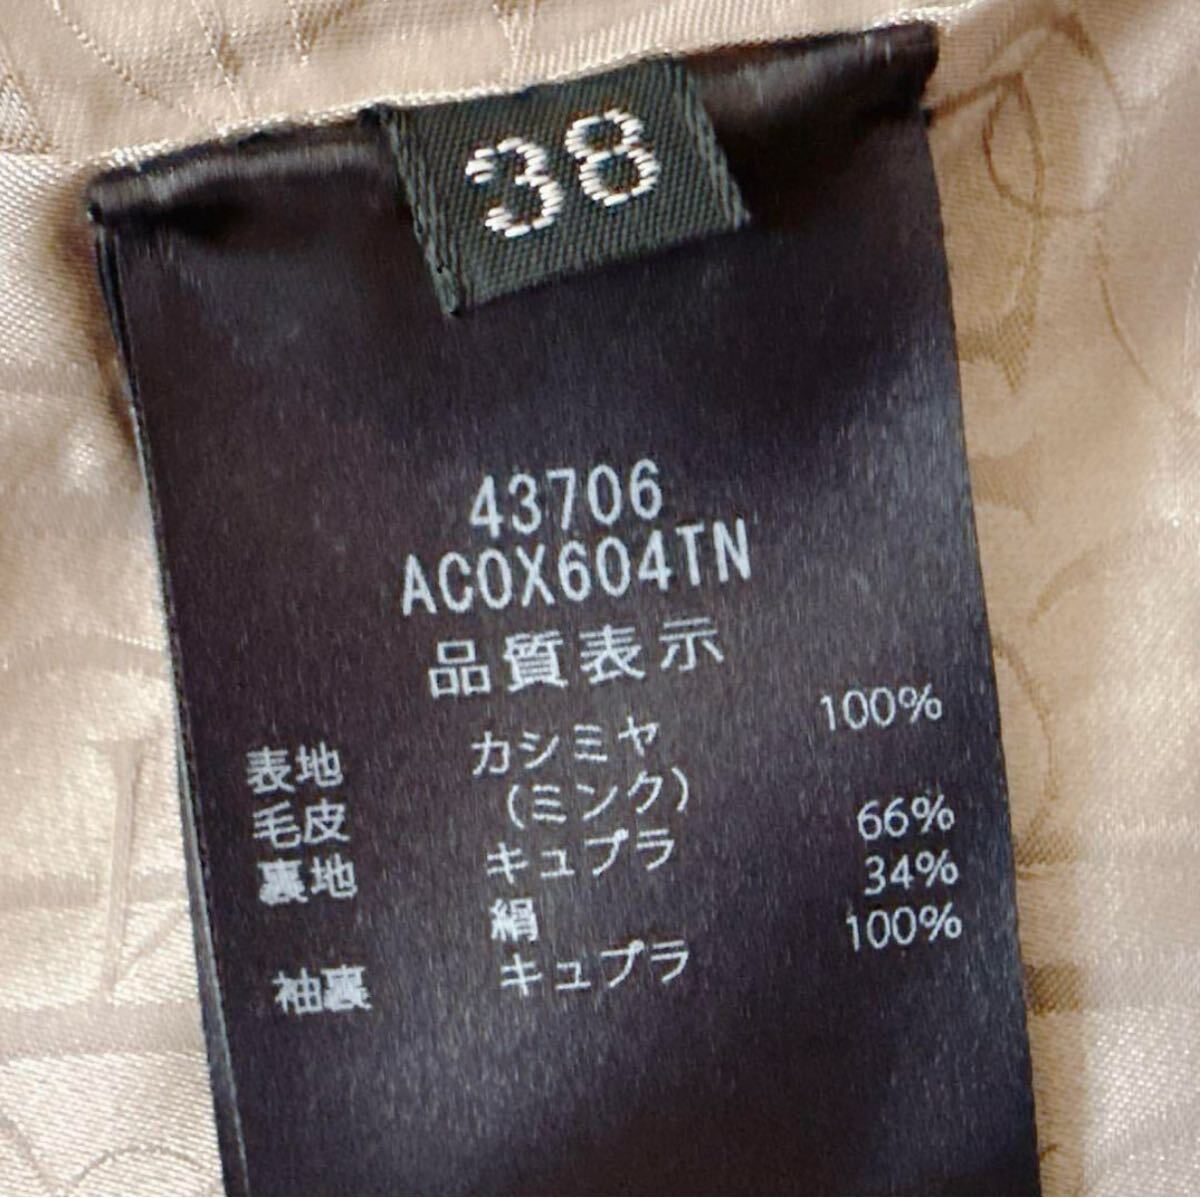 38
43706
ACOX604TN
品質表示
表地 カシミヤ 100%
毛皮 (ミンク)
裏地 キュプラ 66%
絹 34%
袖裏 キュプラ 100%